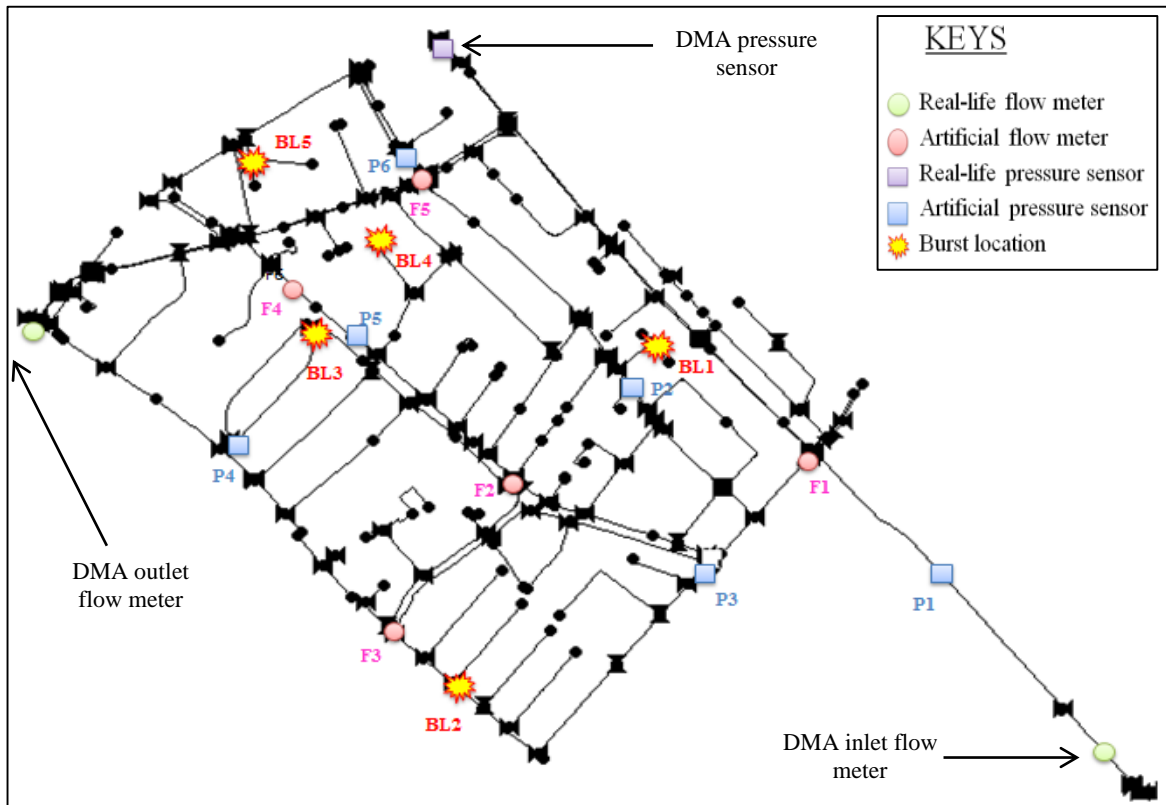 DMA pressure
sensor
KEYS
Real-life flow meter
Artificial flow meter
Real-life pressure sensor
Artificial pressure sensor
Burst location
BL5
P6
F5
BL4
F4
P5
BL3
BL1
P2
P4
F2
F1
DMA outlet
flow meter
P3
P1
F3
BL2
DMA inlet flow
meter